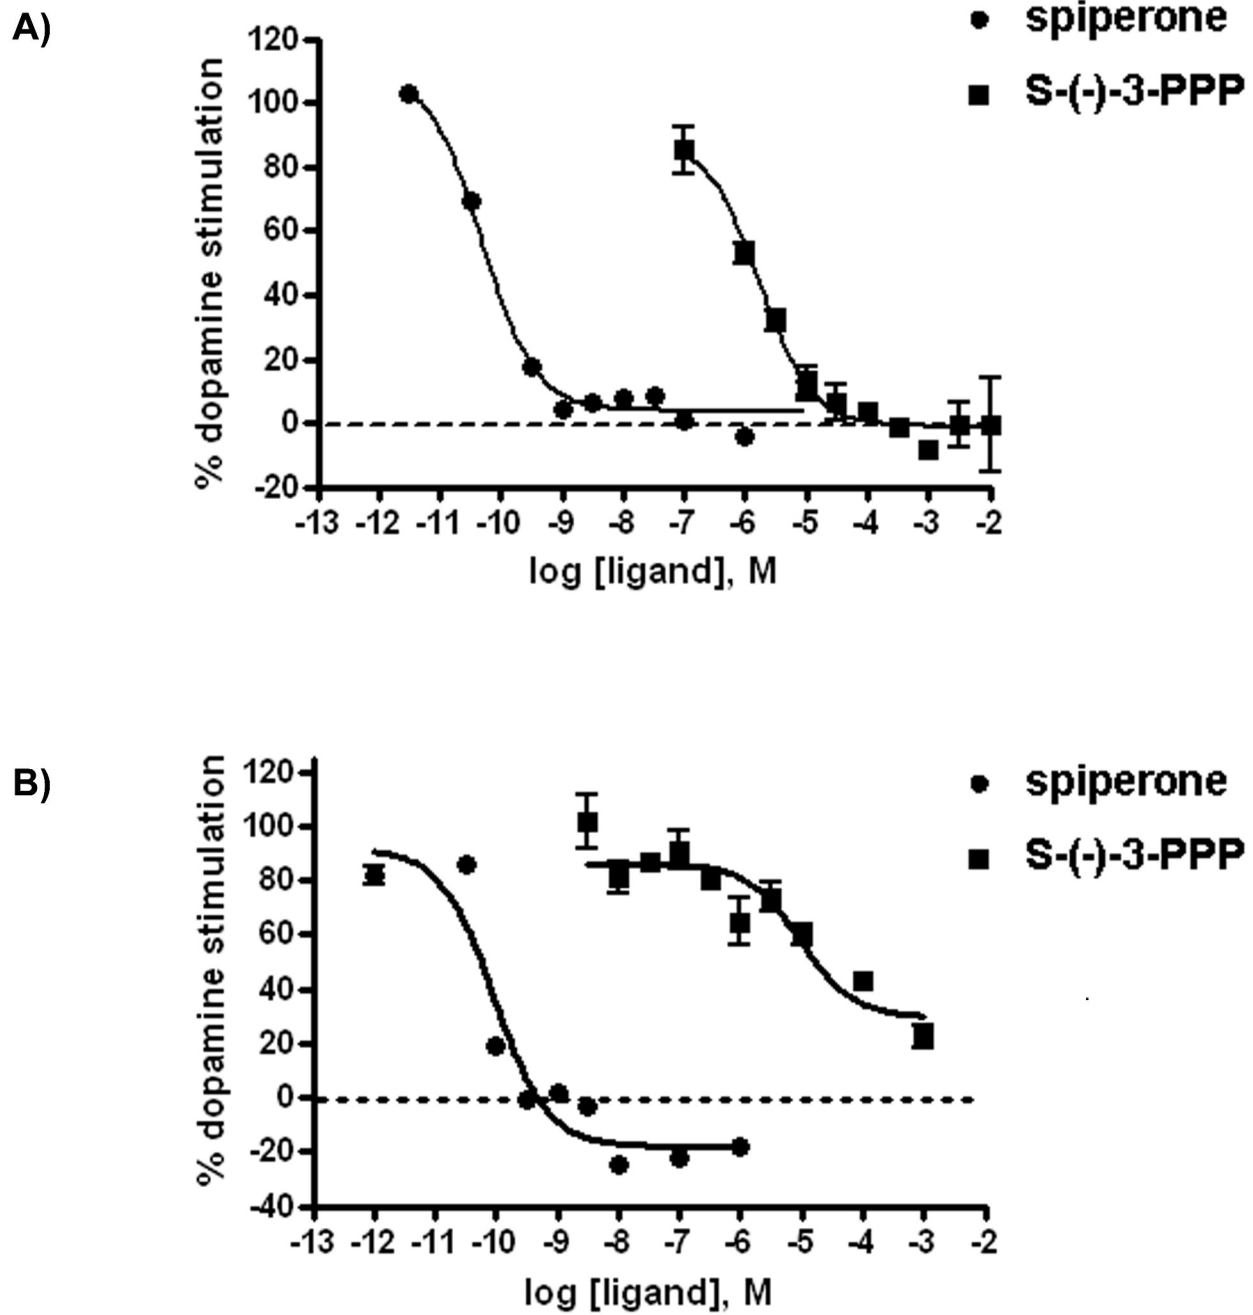 A)
spiperone
S-(-)-3-PPP
% dopamine stimulation
120
100
80
60
40
20
0
-20
-13 -12 -11 -10 -9 -8 -7 -6 -5 -4 -3 -2
log [ligand], M
B)
spiperone
S-(-)-3-PPP
% dopamine stimulation
120
100
80
60
40
20
0
-20
-40
-13 -12 -11 -10 -9 -8 -7 -6 -5 -4 -3 -2
log [ligand], M